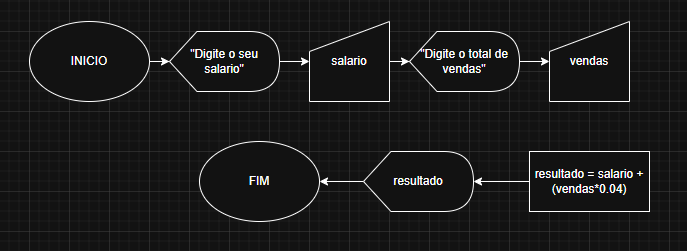 INICIO
"Digite o seu
salario"
salario
"Digite o total de
vendas"
vendas
FIM
resultado
resultado = salario +
(vendas*0.04)